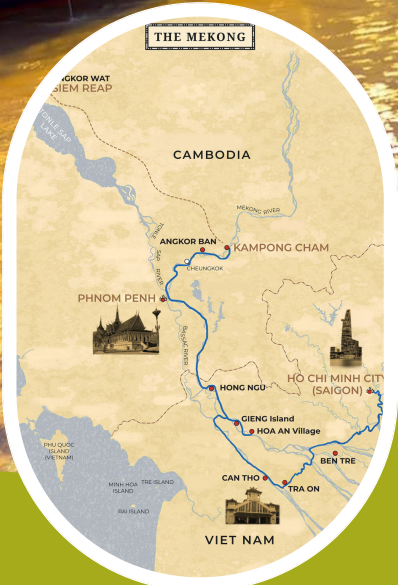 THE MEKONG
NGKOR WAT
SIEM REAP
TONLE SAP
LAKE
CAMBODIA
MEKONG RIVER
TONLE
SAP
RIVER
ANGKOR BAN
KAMPONG CHAM
CHEUNGKOK
PHNOM PENH
BASSAC RIVER
HO CHI MINH CITY
(SAIGON)
HONG NGU
GIENG Island
HOA AN Village
PHU QUOC
ISLAND
(VIETNAM)
BEN TRE
CAN THO
TRA ON
MINH HOA
ISLAND
TRE ISLAND
RAI ISLAND
VIET NAM